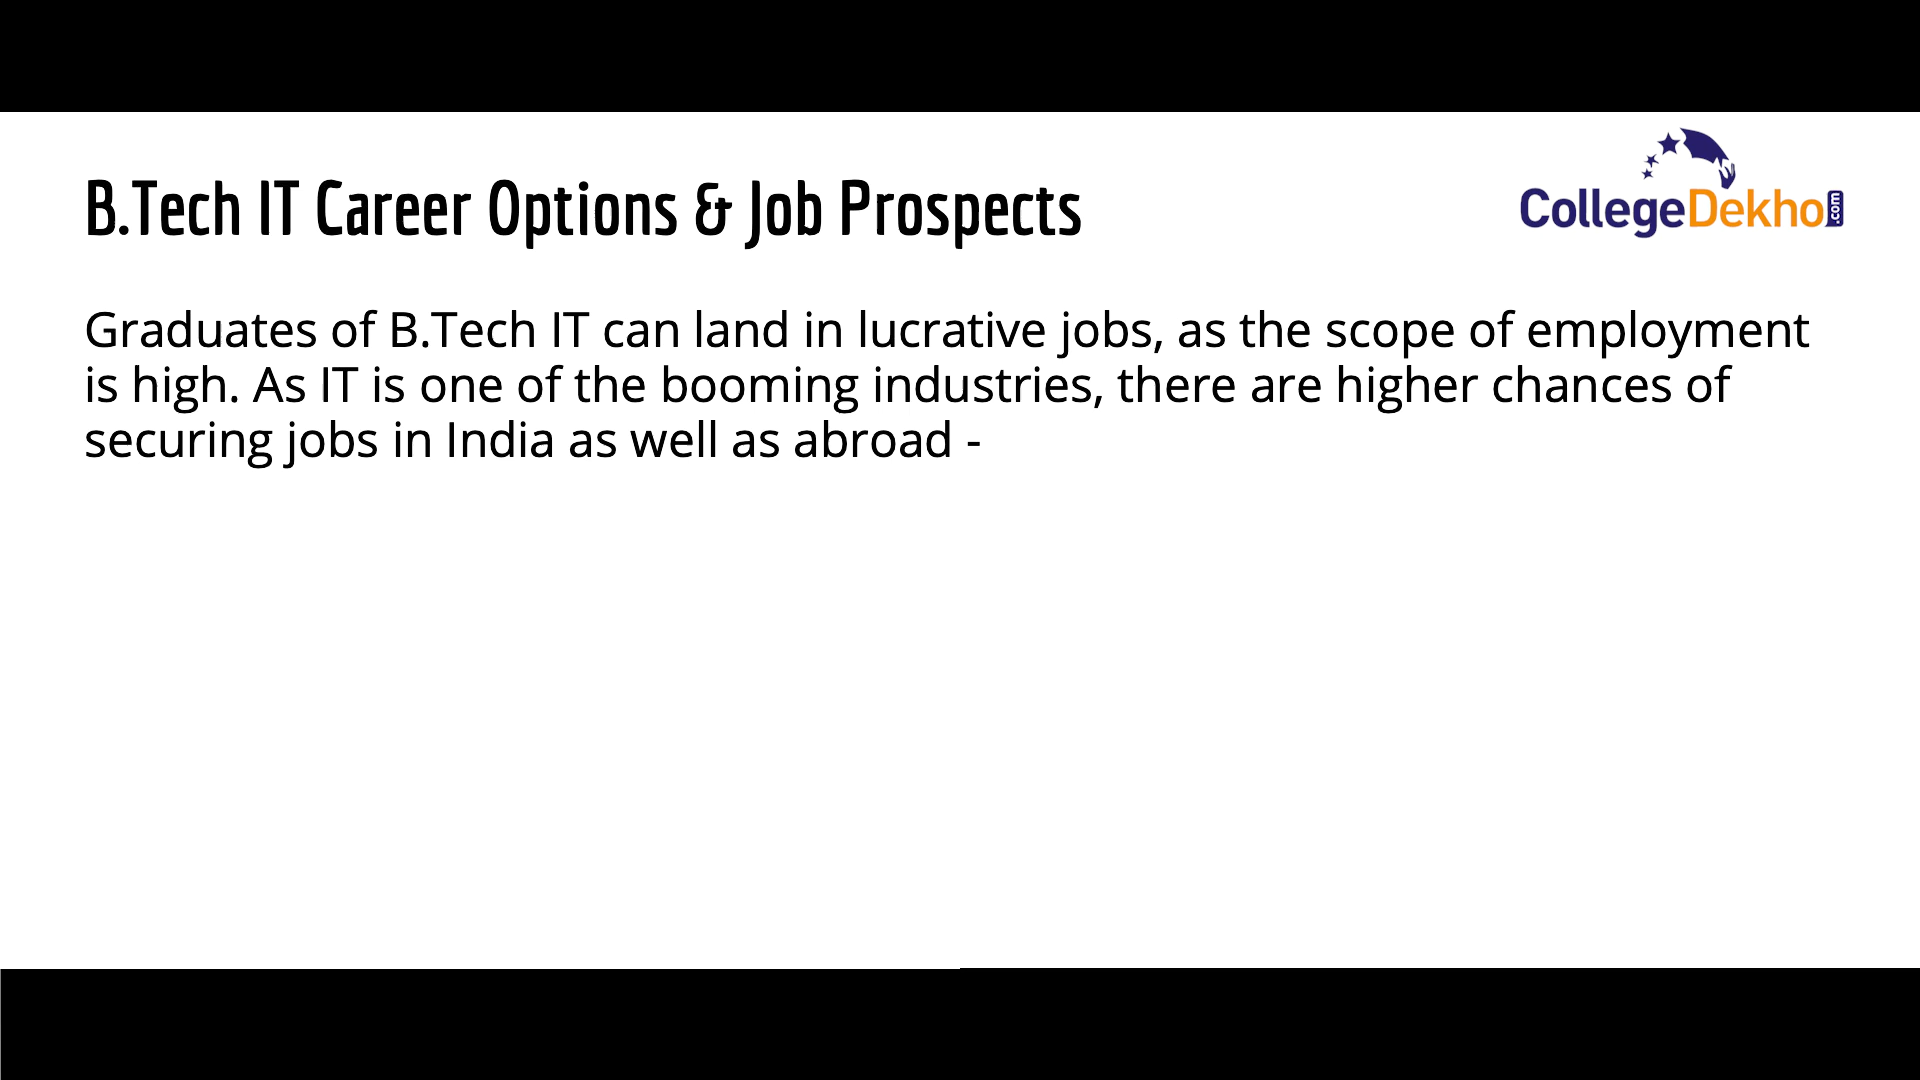 B.Tech IT Career Options & Job Prospects
CollegeDekho.com
Graduates of B.Tech IT can land in lucrative jobs, as the scope of employment
is high. As IT is one of the booming industries, there are higher chances of
securing jobs in India as well as abroad -